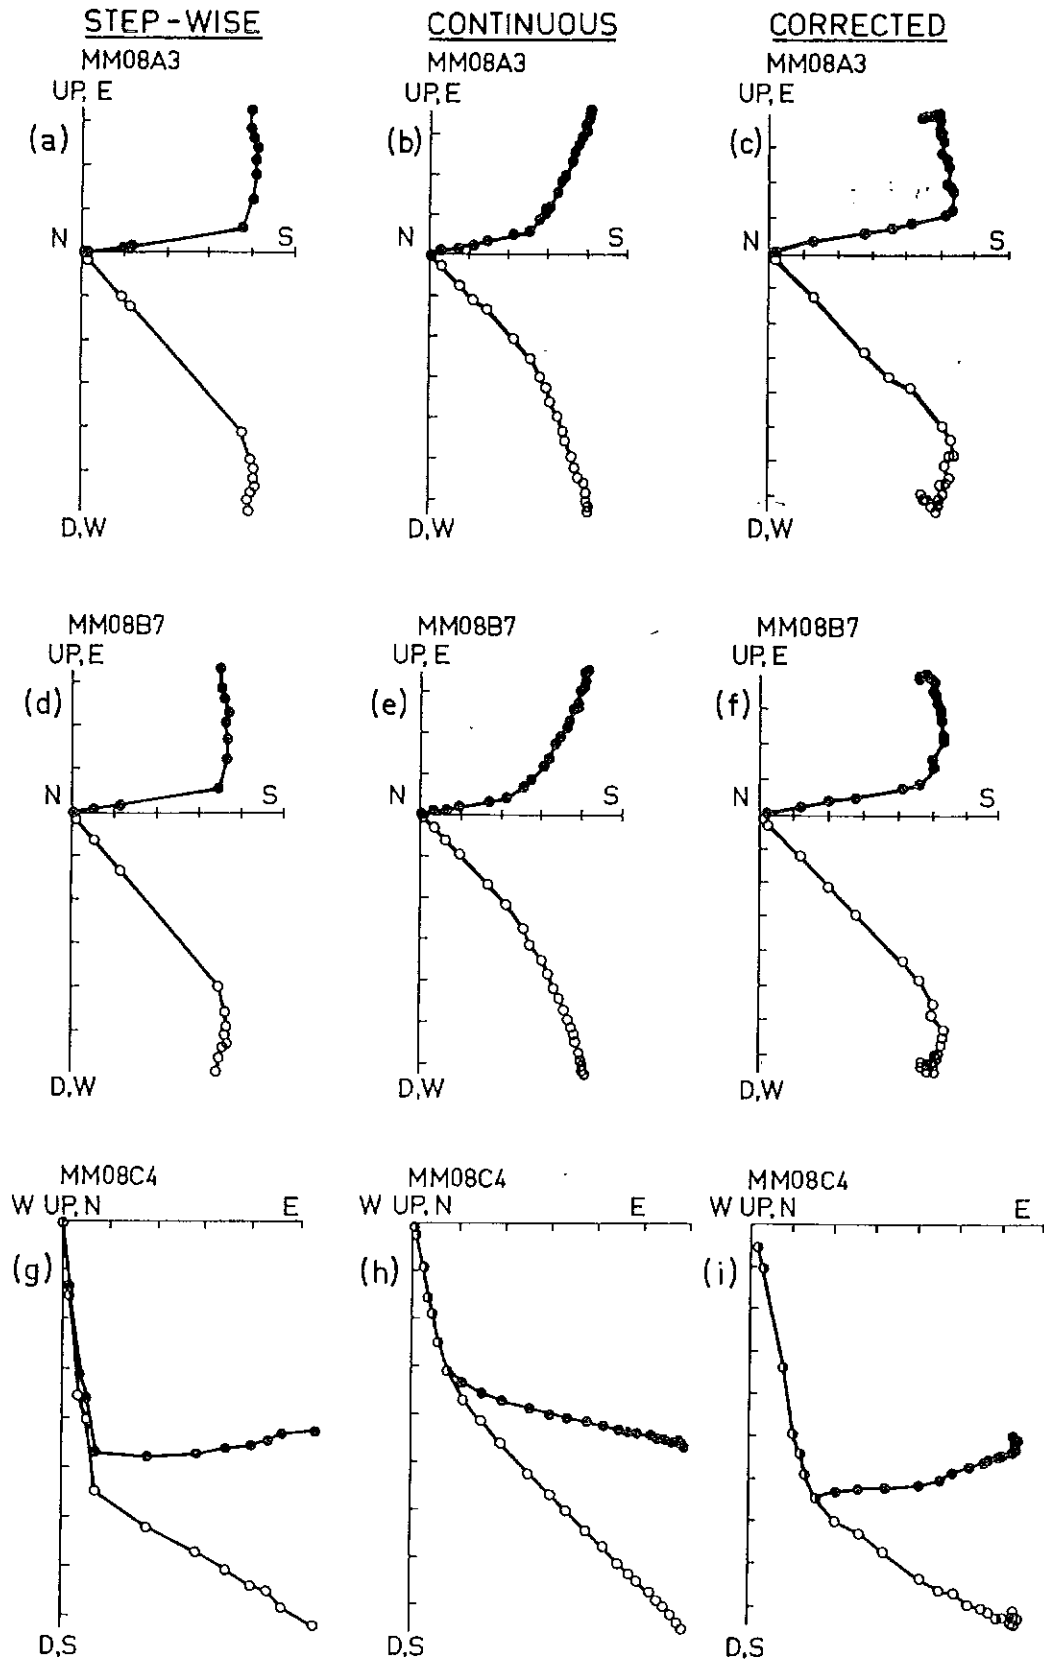 STEP-WISE CONTINUOUS CORRECTED
MM08A3 MM08A3 MM08A3
UP, E UP, E UP, E
(a) (b) (c)
N S N S N S
D,W D,W D,W
MM08B7 MM08B7 MM08B7
UP, E UP, E UP, E
(d) (e) (f)
N S N S N S
D,W D,W D,W
MM08C4 MM08C4 MM08C4
W UP, N E W UP, N E W UP, N E
(g) (h) (i)
D,S D,S D,S